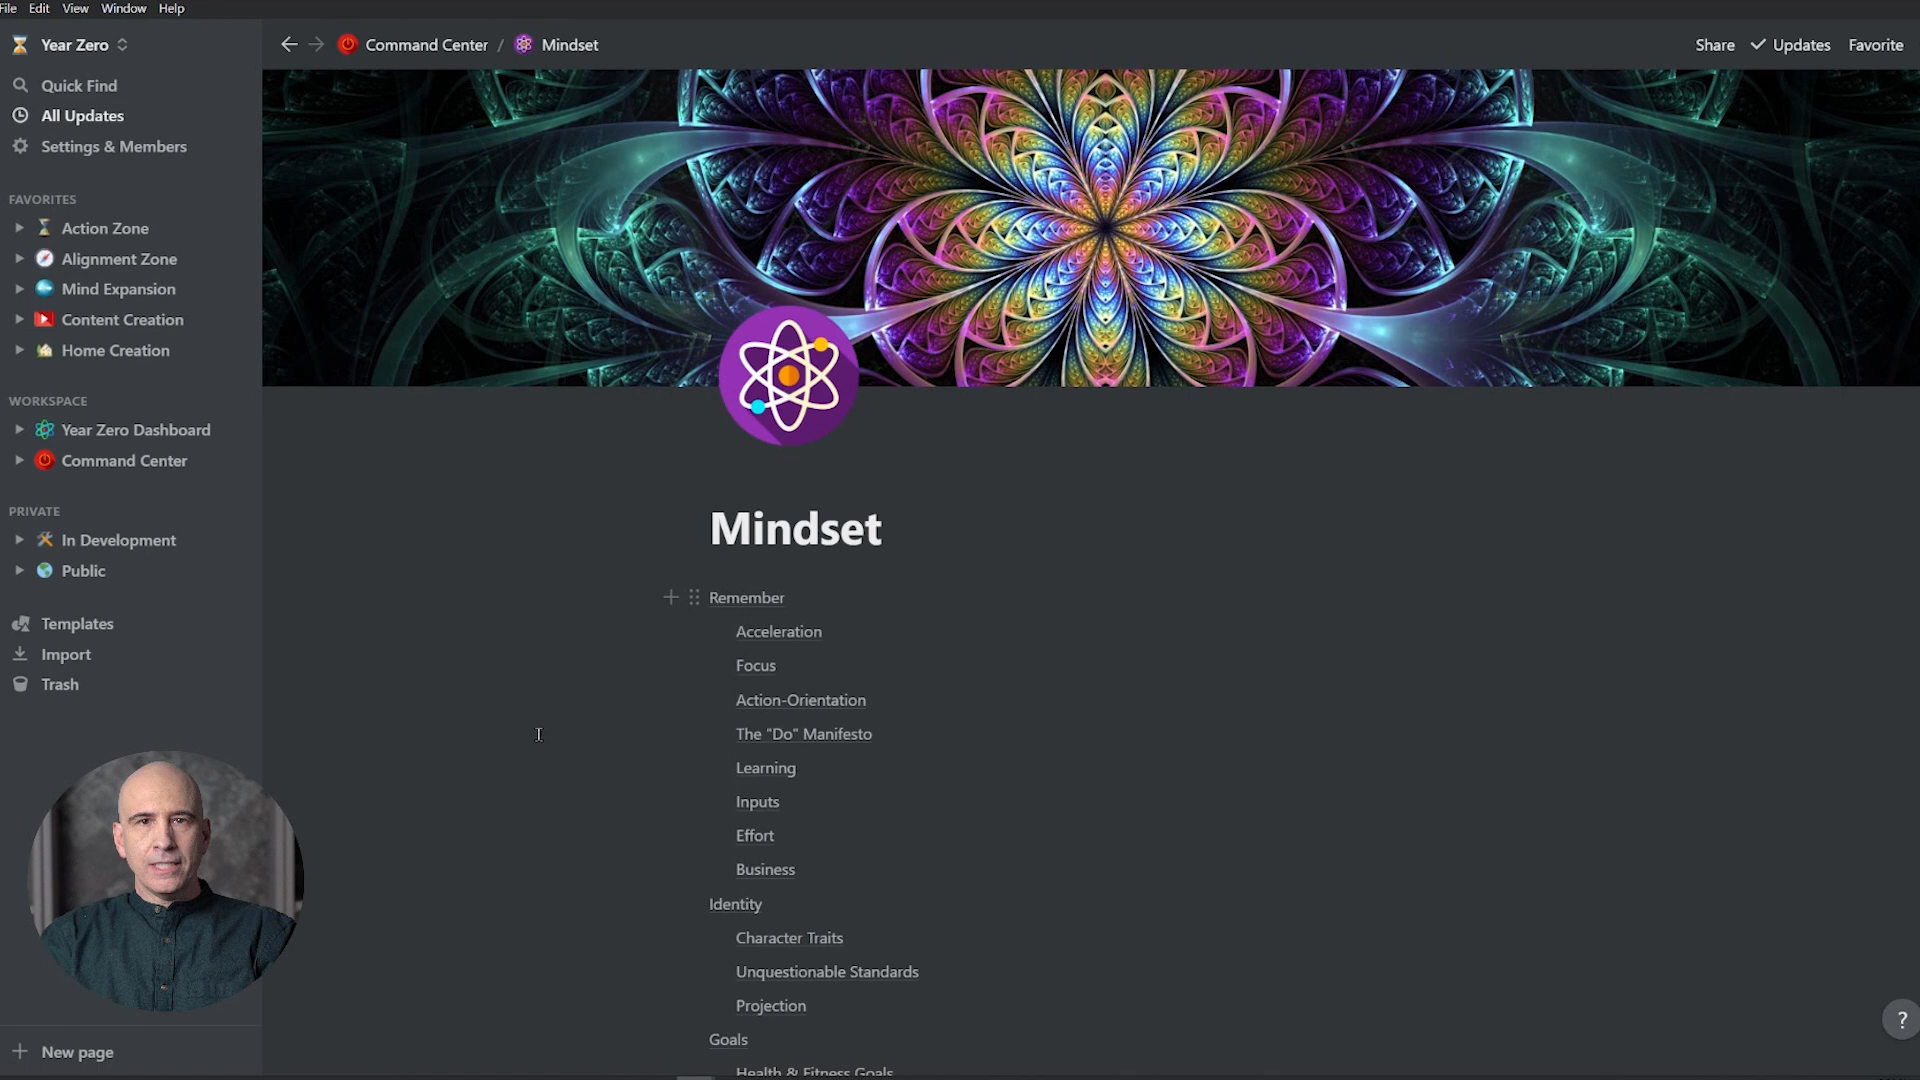 File Edit View Window Help
Year Zero
Command Center / Mindset
Share Updates Favorite
Quick Find
All Updates
Settings & Members
FAVORITES
Action Zone
Alignment Zone
Mind Expansion
Content Creation
Home Creation
WORKSPACE
Year Zero Dashboard
Command Center
PRIVATE
In Development
Public
Templates
Import
Trash
New page
Mindset
Remember
Acceleration
Focus
Action-Orientation
The "Do" Manifesto
Learning
Inputs
Effort
Business
Identity
Character Traits
Unquestionable Standards
Projection
Goals
Health & Fitness Goals
?